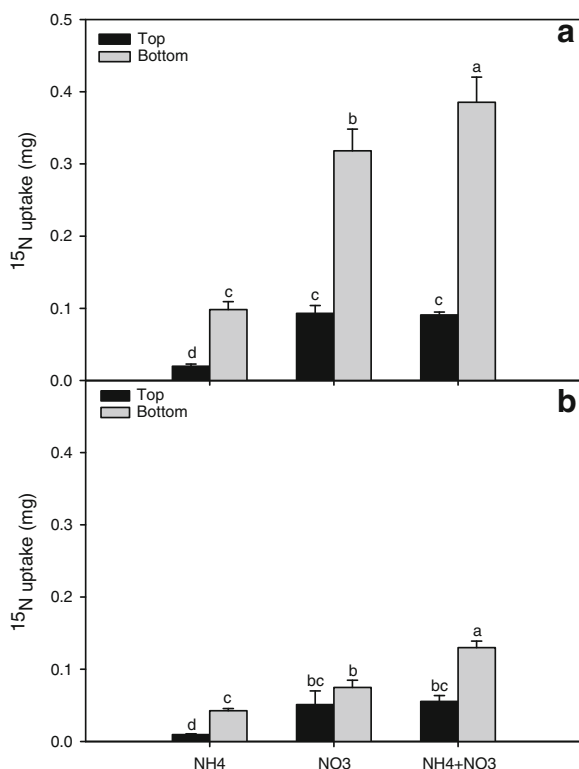 a
Top
Bottom
0.5
0.4
0.3
0.2
0.1
0.0
15N uptake (mg)
d
c
c
b
c
a
b
Top
Bottom
0.4
0.3
0.2
0.1
0.0
15N uptake (mg)
d
c
bc
b
bc
a
NH4
NO3
NH4+NO3